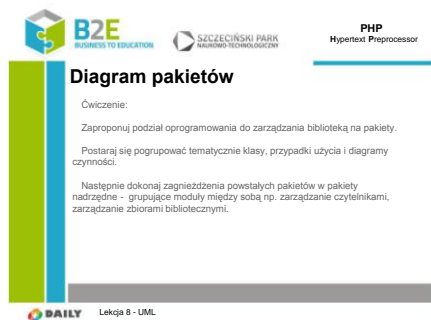 B2E
BUSINESS TO EDUCATION
SZCZECIŃSKI PARK
NAUKOWO-TECHNOLOGICZNY
PHP
Hypertext Preprocessor
Diagram pakietów
Ćwiczenie:
Zaproponuj podział oprogramowania do zarządzania biblioteką na pakiety.
Postaraj się pogrupować tematycznie klasy, przypadki użycia i diagramy
czynności.
Następnie dokonaj zagnieżdżenia powstałych pakietów w pakiety
nadrzędne - grupujące moduły między sobą np. zarządzanie czytelnikami,
zarządzanie zbiorami bibliotecznymi.
DAILY
Lekcja 8 - UML